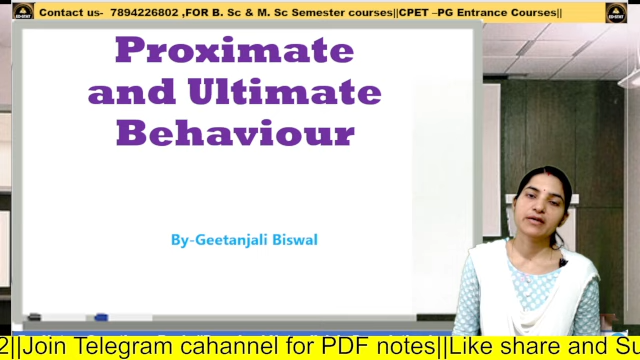 Contact us- 7894226802 ,FOR B. Sc & M. Sc Semester courses||CPET –PG Entrance Courses||
Proximate
and Ultimate
Behaviour
By-Geetanjali Biswal
2||Join Telegram cahannel for PDF notes||Like share and Su